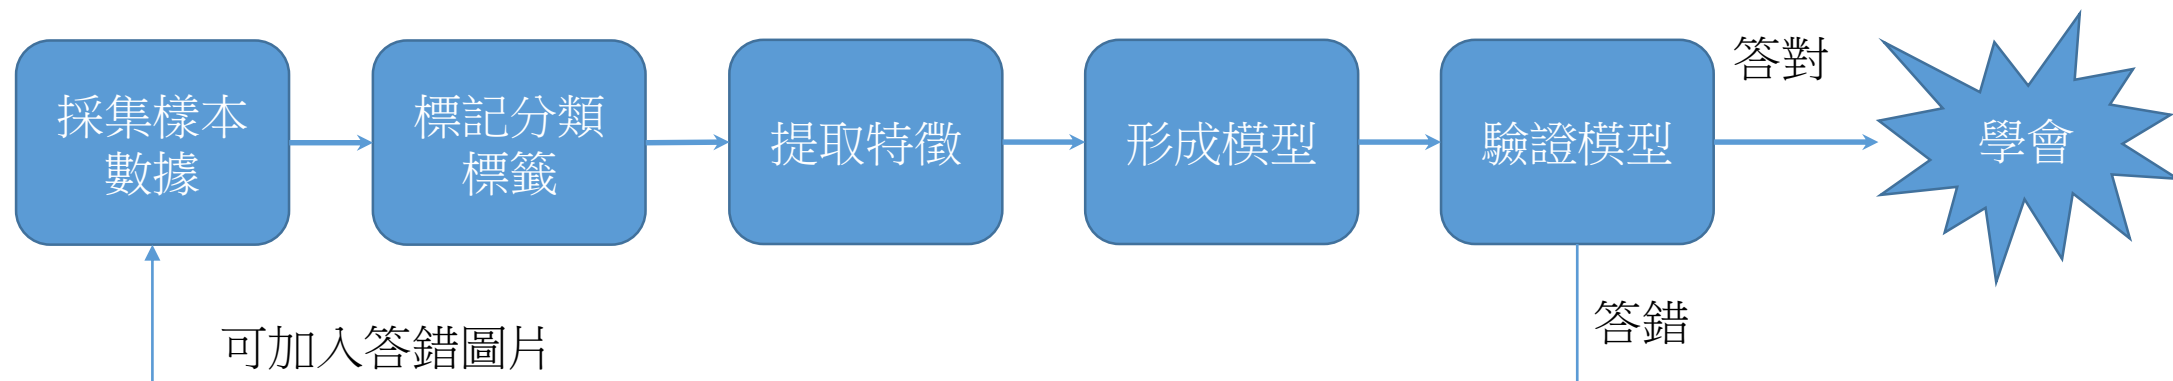 採集樣本
數據
標記分類
標籤
提取特徵
形成模型
驗證模型
答對
學會
答錯
可加入答錯圖片